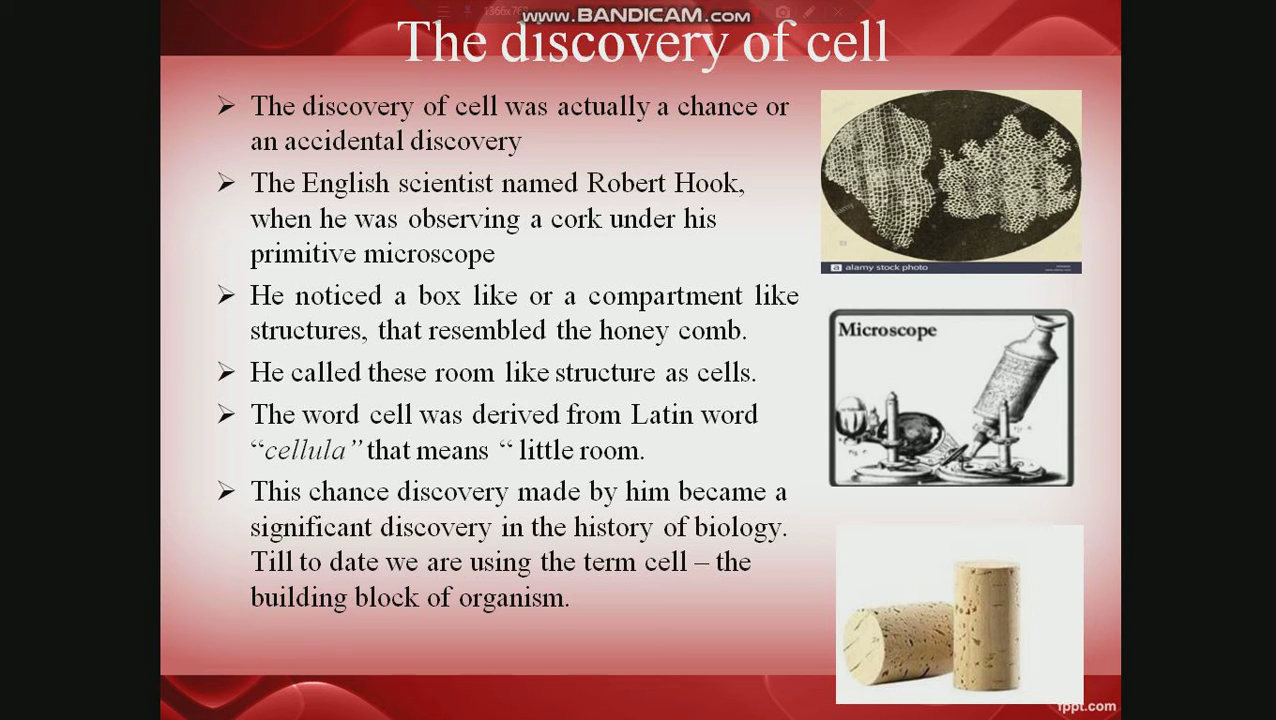 1366x768
www.BANDICAM.com
The discovery of cell
➢ The discovery of cell was actually a chance or
an accidental discovery
➢ The English scientist named Robert Hook,
when he was observing a cork under his
primitive microscope
➢ He noticed a box like or a compartment like
structures, that resembled the honey comb.
➢ He called these room like structure as cells.
➢ The word cell was derived from Latin word
“cellula” that means “ little room.
➢ This chance discovery made by him became a
significant discovery in the history of biology.
Till to date we are using the term cell – the
building block of organism.
a alamy stock photo
Microscope
fppt.com